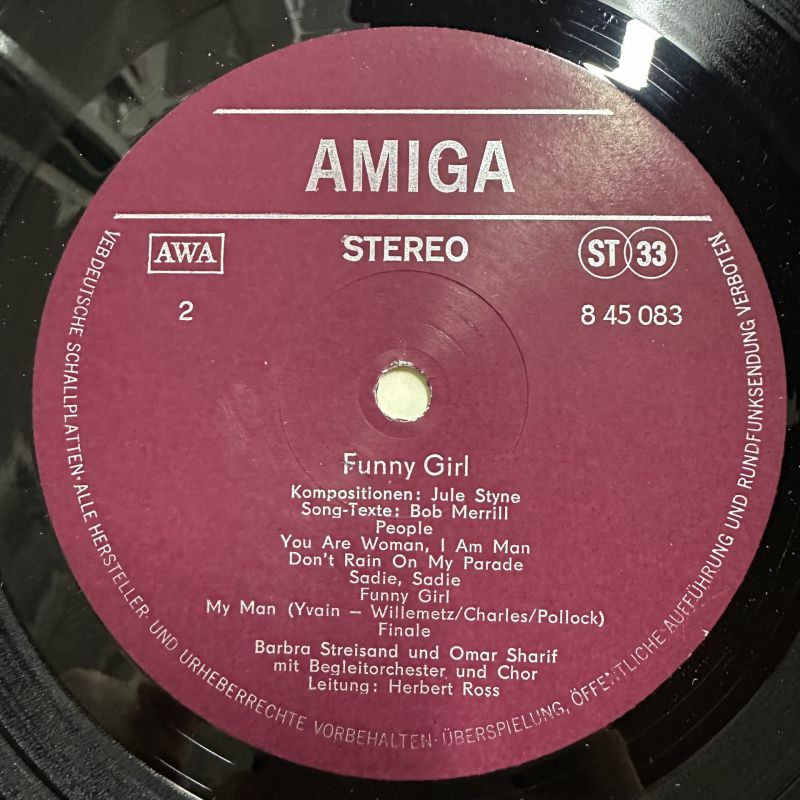 AMIGA
AWA
STEREO
ST 33
2
8 45 083
Funny Girl
Kompositionen: Jule Styne
Song-Texte: Bob Merrill
People
You Are Woman, I Am Man
Don't Rain On My Parade
Sadie, Sadie
Funny Girl
My Man (Yvain – Willemetz/Charles/Pollock)
Finale
Barbra Streisand und Omar Sharif
mit Begleitorchester und Chor
Leitung: Herbert Ross
VEB DEUTSCHE SCHALLPLATTEN · ALLE HERSTELLER- UND URHEBERRECHTE VORBEHALTEN · ÜBERSPIELUNG, ÖFFENTLICHE AUFFÜHRUNG UND RUNDFUNKSENDUNG VERBOTEN